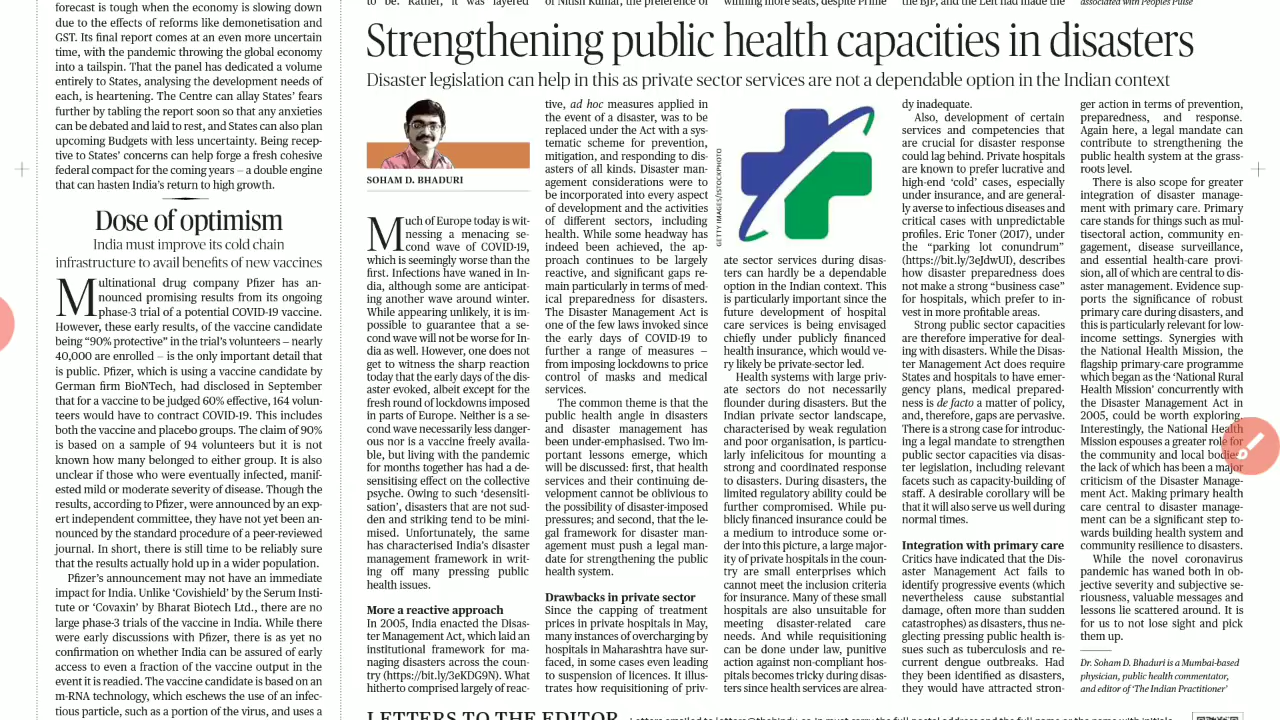 forecast is tough when the economy is slowing down
due to the effects of reforms like demonetisation and
GST. Its final report comes at an even more uncertain
time, with the pandemic throwing the global economy
into a tailspin. That the panel has dedicated a volume
entirely to States, analysing the development needs of
each, is heartening. The Centre can allay States' fears
further by tabling the report soon so that any anxieties
can be debated and laid to rest, and States can also plan
upcoming Budgets with less uncertainty. Being recep-
tive to States' concerns can help forge a fresh cohesive
federal compact for the coming years – a double engine
that can hasten India's return to high growth.
Dose of optimism
India must improve its cold chain
infrastructure to avail benefits of new vaccines
Multinational drug company Pfizer has an-
nounced promising results from its ongoing
phase-3 trial of a potential COVID-19 vaccine.
However, these early results, of the vaccine candidate
being "90% protective" in the trial's volunteers – nearly
40,000 are enrolled – is the only important detail that
is public. Pfizer, which is using a vaccine candidate by
German firm BioNTech, had disclosed in September
that for a vaccine to be judged 60% effective, 164 volun-
teers would have to contract COVID-19. This includes
both the vaccine and placebo groups. The claim of 90%
is based on a sample of 94 volunteers but it is not
known how many belonged to either group. It is also
unclear if those who were eventually infected, manif-
ested mild or moderate severity of disease. Though the
results, according to Pfizer, were announced by an exp-
ert independent committee, they have not yet been an-
nounced by the standard procedure of a peer-reviewed
journal. In short, there is still time to be reliably sure
that the results actually hold up in a wider population.
Pfizer's announcement may not have an immediate
impact for India. Unlike 'Covishield' by the Serum Insti-
tute or 'Covaxin' by Bharat Biotech Ltd., there are no
large phase-3 trials of the vaccine in India. While there
were early discussions with Pfizer, there is as yet no
confirmation on whether India can be assured of early
access to even a fraction of the vaccine output in the
event it is readied. The vaccine candidate is based on an
m-RNA technology, which eschews the use of an infec-
tious particle, such as a portion of the virus, and uses a
to be. Rather, it was layered
of Nitish Kumar, the preference of
winning more seats, despite Prime
the BJP, and the Left had made the
associated with Peoples Pulse
Strengthening public health capacities in disasters
Disaster legislation can help in this as private sector services are not a dependable option in the Indian context
SOHAM D. BHADURI
Much of Europe today is wit-
nessing a menacing se-
cond wave of COVID-19,
which is seemingly worse than the
first. Infections have waned in In-
dia, although some are anticipat-
ing another wave around winter.
While appearing unlikely, it is im-
possible to guarantee that a se-
cond wave will not be worse for In-
dia as well. However, one does not
get to witness the sharp reaction
today that the early days of the dis-
aster evoked, albeit except for the
fresh round of lockdowns imposed
in parts of Europe. Neither is a se-
cond wave necessarily less danger-
ous nor is a vaccine freely availa-
ble, but living with the pandemic
for months together has had a de-
sensitising effect on the collective
psyche. Owing to such 'desensiti-
sation', disasters that are not sud-
den and striking tend to be mini-
mised. Unfortunately, the same
has characterised India's disaster
management framework in writ-
ing off many pressing public
health issues.
More a reactive approach
In 2005, India enacted the Disas-
ter Management Act, which laid an
institutional framework for ma-
naging disasters across the coun-
try (https://bit.ly/3eKDG9N). What
hitherto comprised largely of reac-
tive, ad hoc measures applied in
the event of a disaster, was to be
replaced under the Act with a sys-
tematic scheme for prevention,
mitigation, and responding to dis-
asters of all kinds. Disaster man-
agement considerations were to
be incorporated into every aspect
of development and the activities
of different sectors, including
health. While some headway has
indeed been achieved, the ap-
proach continues to be largely
reactive, and significant gaps re-
main particularly in terms of med-
ical preparedness for disasters.
The Disaster Management Act is
one of the few laws invoked since
the early days of COVID-19 to
further a range of measures –
from imposing lockdowns to price
control of masks and medical
services.
The common theme is that the
public health angle in disasters
and disaster management has
been under-emphasised. Two im-
portant lessons emerge, which
will be discussed: first, that health
services and their continuing de-
velopment cannot be oblivious to
the possibility of disaster-imposed
pressures; and second, that the le-
gal framework for disaster man-
agement must push a legal man-
date for strengthening the public
health system.
Drawbacks in private sector
Since the capping of treatment
prices in private hospitals in May,
many instances of overcharging by
hospitals in Maharashtra have sur-
faced, in some cases even leading
to suspension of licences. It illus-
trates how requisitioning of priv-
GETTY IMAGES/ISTOCKPHOTO
ate sector services during disas-
ters can hardly be a dependable
option in the Indian context. This
is particularly important since the
future development of hospital
care services is being envisaged
chiefly under publicly financed
health insurance, which would ve-
ry likely be private-sector led.
Health systems with large priv-
ate sectors do not necessarily
flounder during disasters. But the
Indian private sector landscape,
characterised by weak regulation
and poor organisation, is particu-
larly infelicitous for mounting a
strong and coordinated response
to disasters. During disasters, the
limited regulatory ability could be
further compromised. While pu-
blicly financed insurance could be
a medium to introduce some or-
der into this picture, a large major-
ity of private hospitals in the coun-
try are small enterprises which
cannot meet the inclusion criteria
for insurance. Many of these small
hospitals are also unsuitable for
meeting disaster-related care
needs. And while requisitioning
can be done under law, punitive
action against non-compliant hos-
pitals becomes tricky during disas-
ters since health services are alrea-
dy inadequate.
Also, development of certain
services and competencies that
are crucial for disaster response
could lag behind. Private hospitals
are known to prefer lucrative and
high-end 'cold' cases, especially
under insurance, and are general-
ly averse to infectious diseases and
critical cases with unpredictable
profiles. Eric Toner (2017), under
the "parking lot conundrum"
(https://bit.ly/3eJdwUI), describes
how disaster preparedness does
not make a strong "business case"
for hospitals, which prefer to in-
vest in more profitable areas.
Strong public sector capacities
are therefore imperative for deal-
ing with disasters. While the Disas-
ter Management Act does require
States and hospitals to have emer-
gency plans, medical prepared-
ness is de facto a matter of policy,
and, therefore, gaps are pervasive.
There is a strong case for introduc-
ing a legal mandate to strengthen
public sector capacities via disas-
ter legislation, including relevant
facets such as capacity-building of
staff. A desirable corollary will be
that it will also serve us well during
normal times.
Integration with primary care
Critics have indicated that the Dis-
aster Management Act fails to
identify progressive events (which
nevertheless cause substantial
damage, often more than sudden
catastrophes) as disasters, thus ne-
glecting pressing public health is-
sues such as tuberculosis and re-
current dengue outbreaks. Had
they been identified as disasters,
they would have attracted stron-
ger action in terms of prevention,
preparedness, and response.
Again here, a legal mandate can
contribute to strengthening the
public health system at the grass-
roots level.
There is also scope for greater
integration of disaster manage-
ment with primary care. Primary
care stands for things such as mul-
tisectoral action, community en-
gagement, disease surveillance,
and essential health-care provi-
sion, all of which are central to dis-
aster management. Evidence sup-
ports the significance of robust
primary care during disasters, and
this is particularly relevant for low-
income settings. Synergies with
the National Health Mission, the
flagship primary-care programme
which began as the 'National Rural
Health Mission' concurrently with
the Disaster Management Act in
2005, could be worth exploring.
Interestingly, the National Health
Mission espouses a greater role for
the community and local bodies,
the lack of which has been a major
criticism of the Disaster Manage-
ment Act. Making primary health
care central to disaster manage-
ment can be a significant step to-
wards building health system and
community resilience to disasters.
While the novel coronavirus
pandemic has waned both in ob-
jective severity and subjective se-
riousness, valuable messages and
lessons lie scattered around. It is
for us to not lose sight and pick
them up.
Dr. Soham D. Bhaduri is a Mumbai-based
physician, public health commentator,
and editor of 'The Indian Practitioner'
LETTERS TO THE EDITOR